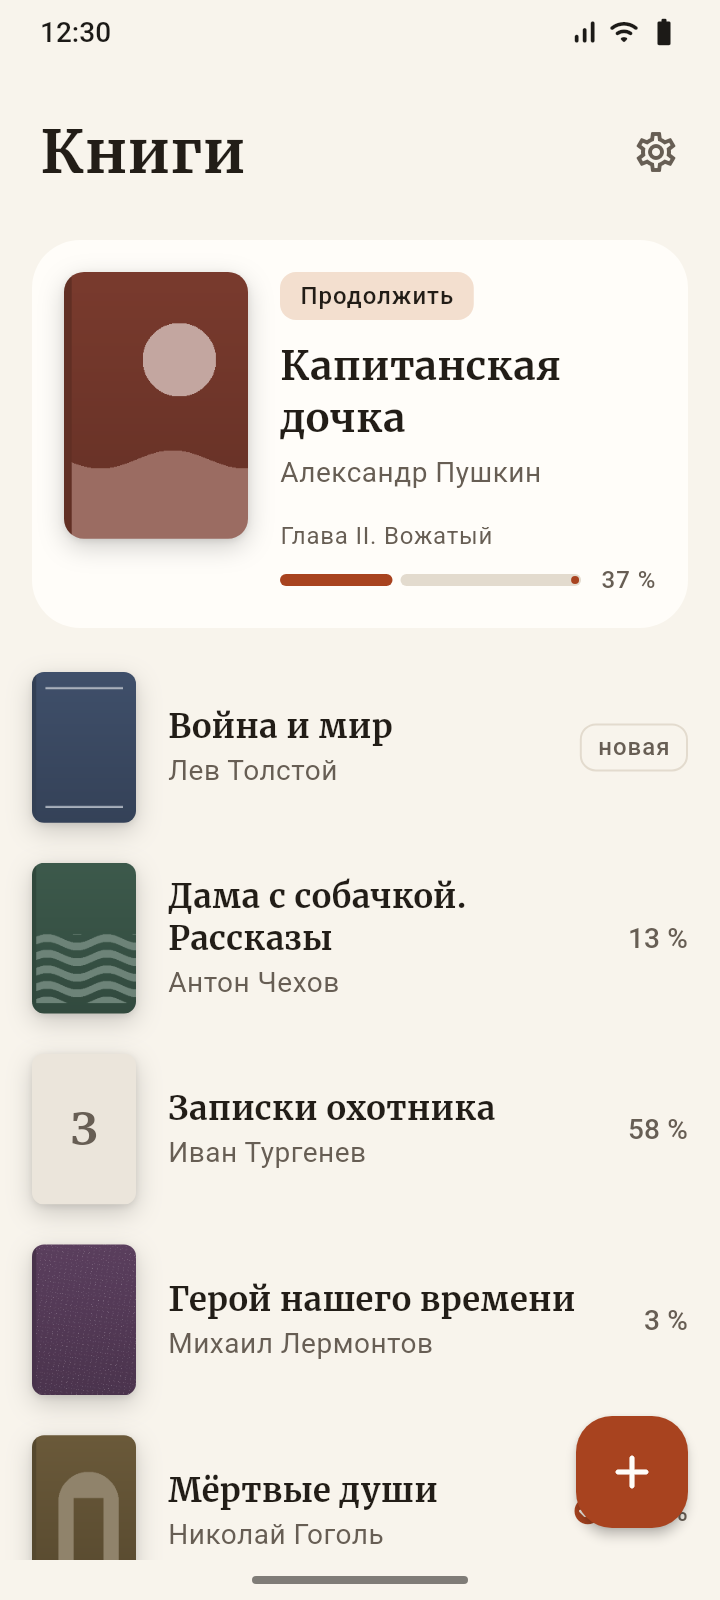 12:30
Книги
Продолжить
Капитанская
дочка
Александр Пушкин
Глава II. Вожатый
37 %
Война и мир
Лев Толстой
новая
Дама с собачкой.
Рассказы
Антон Чехов
13 %
З
Записки охотника
Иван Тургенев
58 %
Герой нашего времени
Михаил Лермонтов
3 %
Мёртвые души
Николай Гоголь